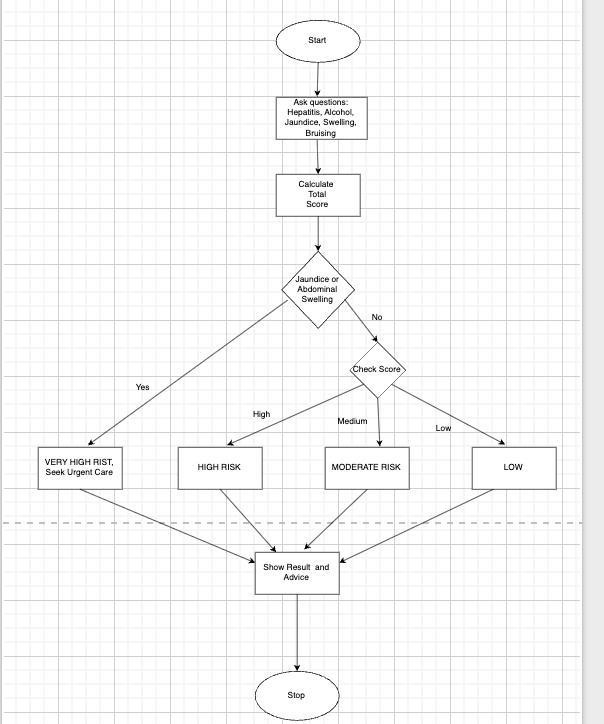 Start
Ask questions:
Hepatitis, Alcohol,
Jaundice, Swelling,
Bruising
Calculate
Total
Score
Jaundice or
Abdominal
Swelling
No
Check Score
Yes
High
Medium
Low
VERY HIGH RIST,
Seek Urgent Care
HIGH RISK
MODERATE RISK
LOW
Show Result and
Advice
Stop